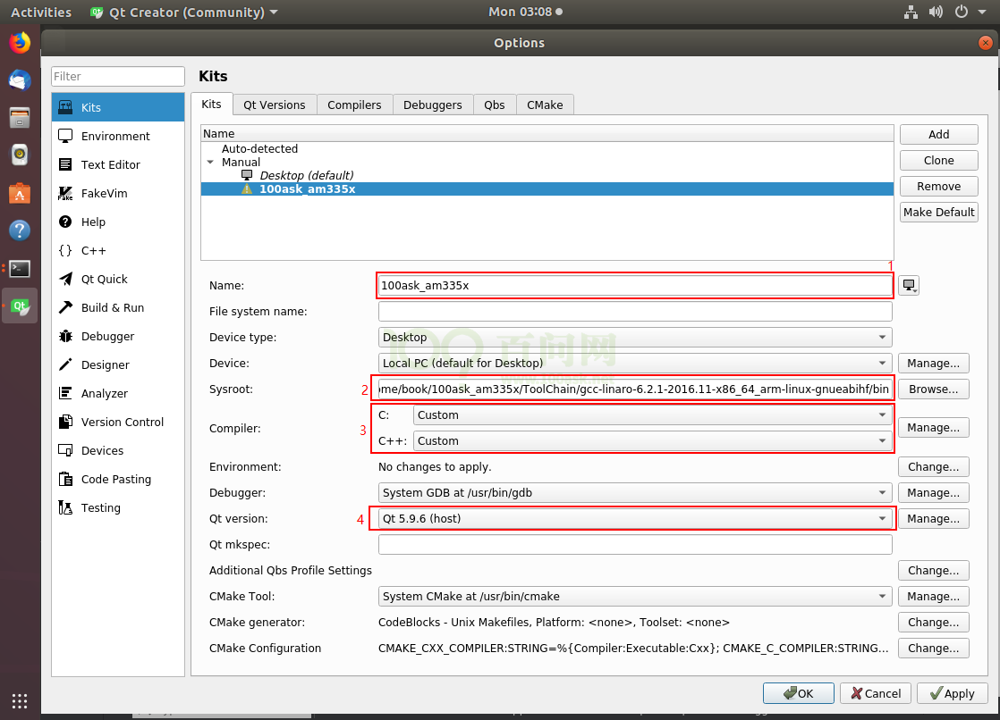 Activities Qt Creator (Community) Mon 03:08
Options
Filter
Kits
Environment
Text Editor
FakeVim
Help
C++
Qt Quick
Build & Run
Debugger
Designer
Analyzer
Version Control
Devices
Code Pasting
Testing
Kits
Kits Qt Versions Compilers Debuggers Qbs CMake
Name
Auto-detected
Manual
Desktop (default)
100ask_am335x
Add
Clone
Remove
Make Default
1
Name: 100ask_am335x
File system name:
Device type: Desktop
Device: Local PC (default for Desktop) Manage...
Sysroot: 2 ome/book/100ask_am335x/ToolChain/gcc-linaro-6.2.1-2016.11-x86_64_arm-linux-gnueabihf/bin Browse...
Compiler: 3 C: Custom Manage...
C++: Custom
Environment: No changes to apply. Change...
Debugger: System GDB at /usr/bin/gdb Manage...
Qt version: 4 Qt 5.9.6 (host) Manage...
Qt mkspec:
Additional Qbs Profile Settings Change...
CMake Tool: System CMake at /usr/bin/cmake Manage...
CMake generator: CodeBlocks - Unix Makefiles, Platform: <none>, Toolset: <none> Change...
CMake Configuration CMAKE_CXX_COMPILER:STRING=%{Compiler:Executable:Cxx}; CMAKE_C_COMPILER:STRING... Change...
OK Cancel Apply
百问网